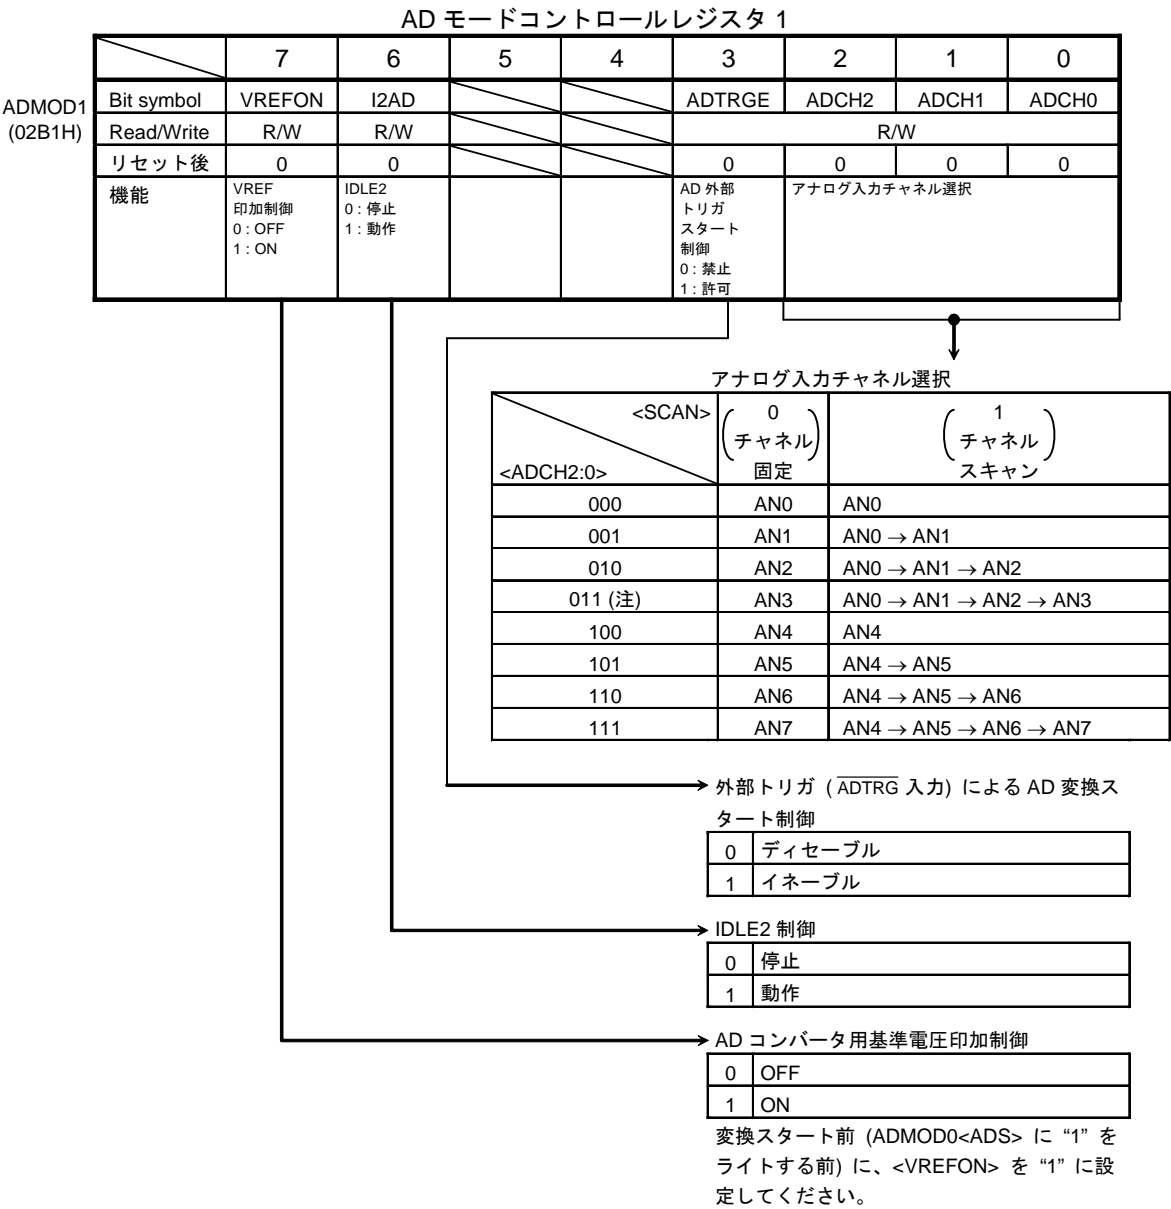 AD モードコントロールレジスタ 1
7 6 5 4 3 2 1 0
ADMOD1
(02B1H)
Bit symbol VREFON I2AD ADTRGE ADCH2 ADCH1 ADCH0
Read/Write R/W R/W R/W
リセット後 0 0 0 0 0 0
機能
VREF
印加制御
0 : OFF
1 : ON
IDLE2
0 : 停止
1 : 動作
AD 外部
トリガ
スタート
制御
0 : 禁止
1 : 許可
アナログ入力チャネル選択
アナログ入力チャネル選択
<SCAN>
<ADCH2:0>
0
チャネル
固定
1
チャネル
スキャン
000 AN0 AN0
001 AN1 AN0 → AN1
010 AN2 AN0 → AN1 → AN2
011 (注) AN3 AN0 → AN1 → AN2 → AN3
100 AN4 AN4
101 AN5 AN4 → AN5
110 AN6 AN4 → AN5 → AN6
111 AN7 AN4 → AN5 → AN6 → AN7
外部トリガ ( ADTRG 入力) による AD 変換ス
タート制御
0 ディセーブル
1 イネーブル
IDLE2 制御
0 停止
1 動作
AD コンバータ用基準電圧印加制御
0 OFF
1 ON
変換スタート前 (ADMOD0<ADS> に “1” を
ライトする前) に、<VREFON> を “1” に設
定してください。